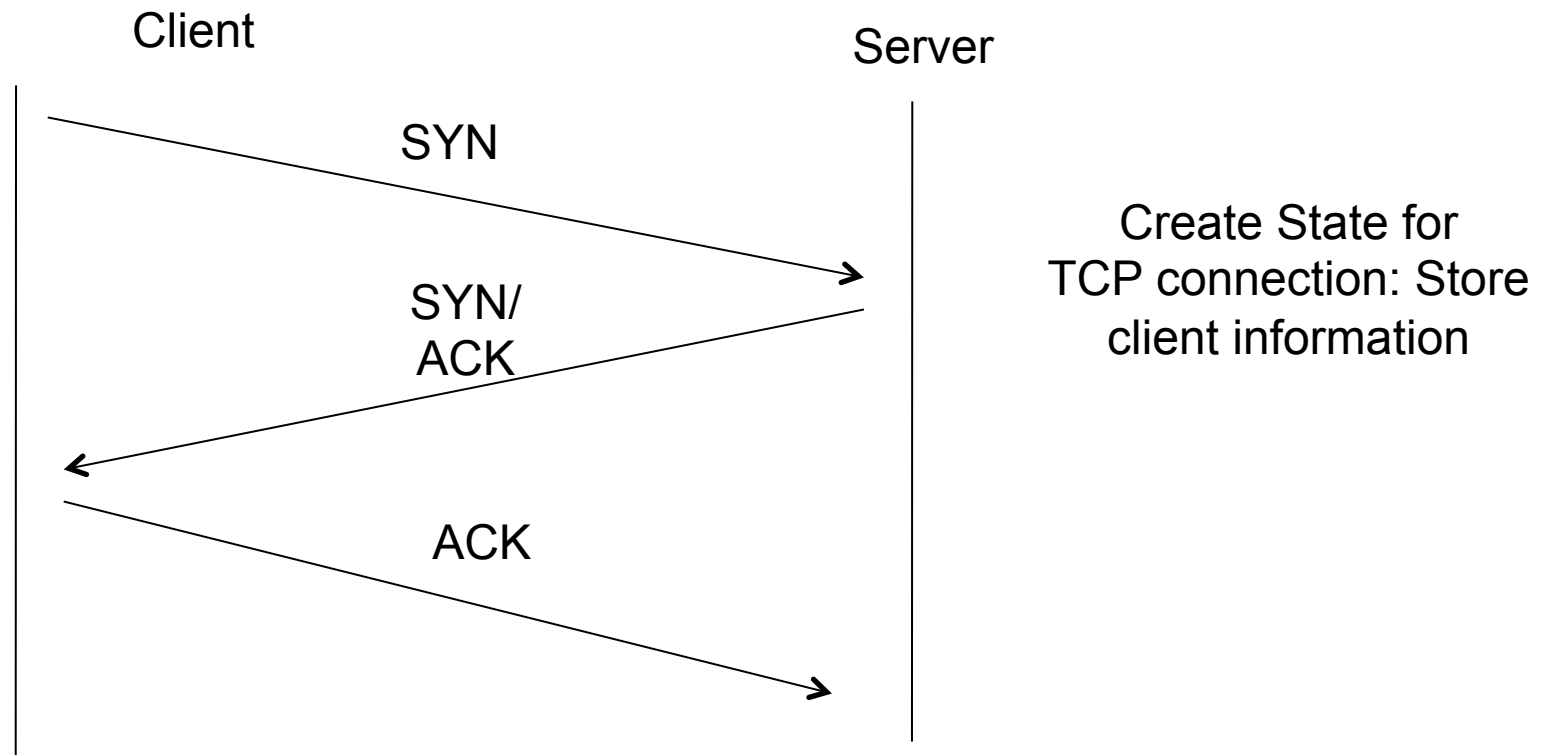 Client
Server
SYN
Create State for
TCP connection: Store
client information
SYN/
ACK
ACK